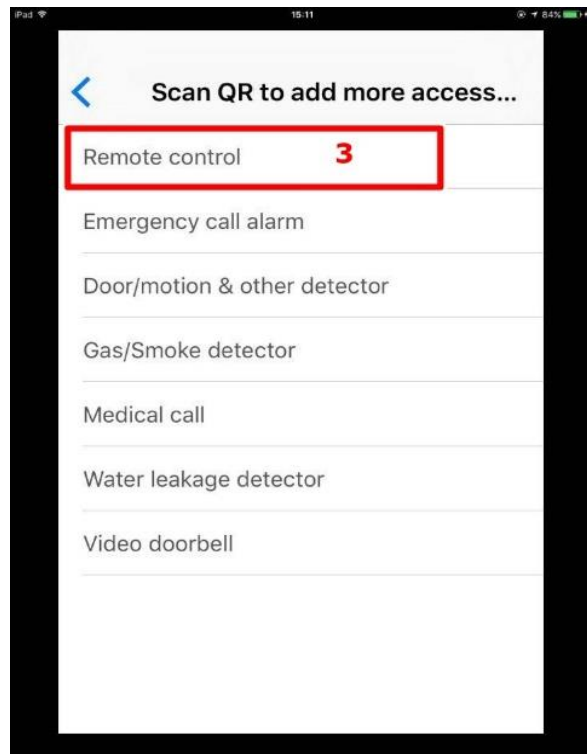 iPad 15:11 84%
Scan QR to add more access...
Remote control 3
Emergency call alarm
Door/motion & other detector
Gas/Smoke detector
Medical call
Water leakage detector
Video doorbell